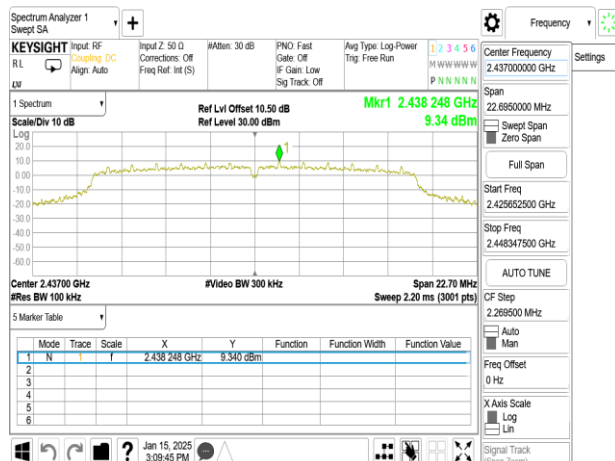 Spectrum Analyzer 1
Swept SA
+
Frequency
KEYSIGHT
RL
Input: RF
Coupling: DC
Align: Auto
Input Z: 50 Ω
Corrections: Off
Freq Ref: Int (S)
#Atten: 30 dB
PNO: Fast
Gate: Off
IF Gain: Low
Sig Track: Off
Avg Type: Log-Power
Trig: Free Run
1 2 3 4 5 6
M W W W W W
P N N N N N
1 Spectrum
Scale/Div 10 dB
Ref Lvl Offset 10.50 dB
Ref Level 30.00 dBm
Mkr1 2.438 248 GHz
9.34 dBm
Log
1
20.0
10.0
0.00
-10.0
-20.0
-30.0
-40.0
-50.0
-60.0
Center 2.43700 GHz
#Res BW 100 kHz
#Video BW 300 kHz
Span 22.70 MHz
Sweep 2.20 ms (3001 pts)
5 Marker Table
Mode Trace Scale X Y Function Function Width Function Value
1 N 1 f 2.438 248 GHz 9.340 dBm
2
3
4
5
6
Jan 15, 2025
3:09:45 PM
Center Frequency
2.437000000 GHz
Settings
Span
22.6950000 MHz
Swept Span
Zero Span
Full Span
Start Freq
2.425652500 GHz
Stop Freq
2.448347500 GHz
AUTO TUNE
CF Step
2.269500 MHz
Auto
Man
Freq Offset
0 Hz
X Axis Scale
Log
Lin
Signal Track
(Span Zoom)